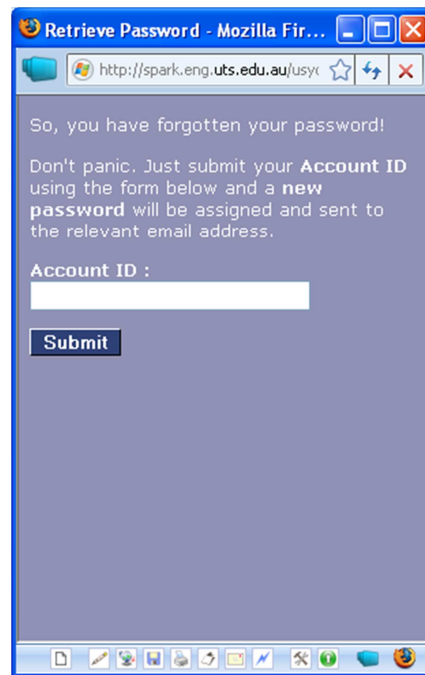 Retrieve Password - Mozilla Fir...
http://spark.eng.uts.edu.au/usy
So, you have forgotten your password!
Don't panic. Just submit your Account ID
using the form below and a new
password will be assigned and sent to
the relevant email address.
Account ID :
Submit